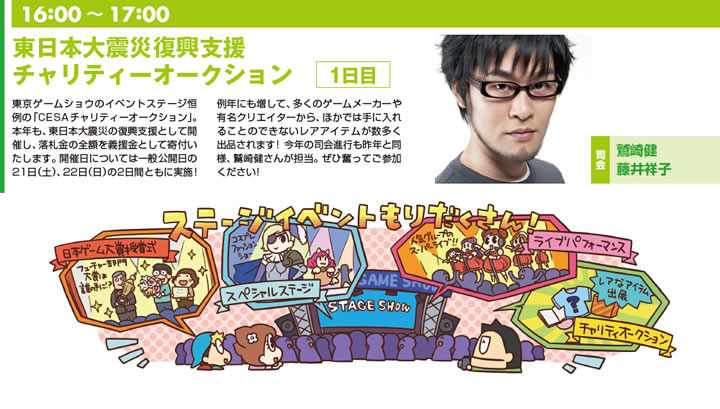 16:00 ～ 17:00
東日本大震災復興支援
チャリティーオークション 1日目
東京ゲームショウのイベントステージ恒
例の「CESAチャリティーオークション」。
本年も、東日本大震災の復興支援として開
催し、落札金の全額を義援金として寄付い
たします。開催日については一般公開日の
21日(土)、22日(日)の2日間ともに実施!
例年にも増して、多くのゲームメーカーや
有名クリエイターから、ほかでは手に入れ
ることのできないレアアイテムが数多く
出品されます! 今年の司会進行も昨年と同
様、鷲崎健さんが担当。ぜひ奮ってご参加
ください!
司会
鷲崎健
藤井祥子
ステージイベントもりだくさん!
日本ゲーム大賞授賞式
フューチャー部門
大賞は
誰の手に!?
コスプレ
ファッション
ショー
スペシャルステージ
人気グループの
スーパーライブ!!
ライブパフォーマンス
レアなアイテム
出展
チャリティオークション
GAME SHOW
STAGE SHOW